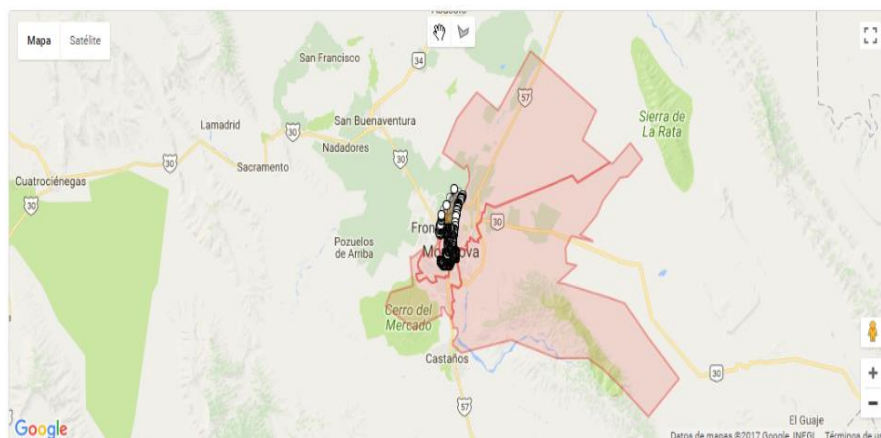 Mapa
Satélite
San Francisco
34
57
San Buenaventura
Sierra de
La Rata
Lamadrid
30
Nadadores
30
Sacramento
30
Cuatrociénegas
30
30
Pozuelos
de Arriba
Cerro del
Mercado
Castaños
30
57
El Guaje
Google
Datos de mapas ©2017 Google, INEGI
Términos de u